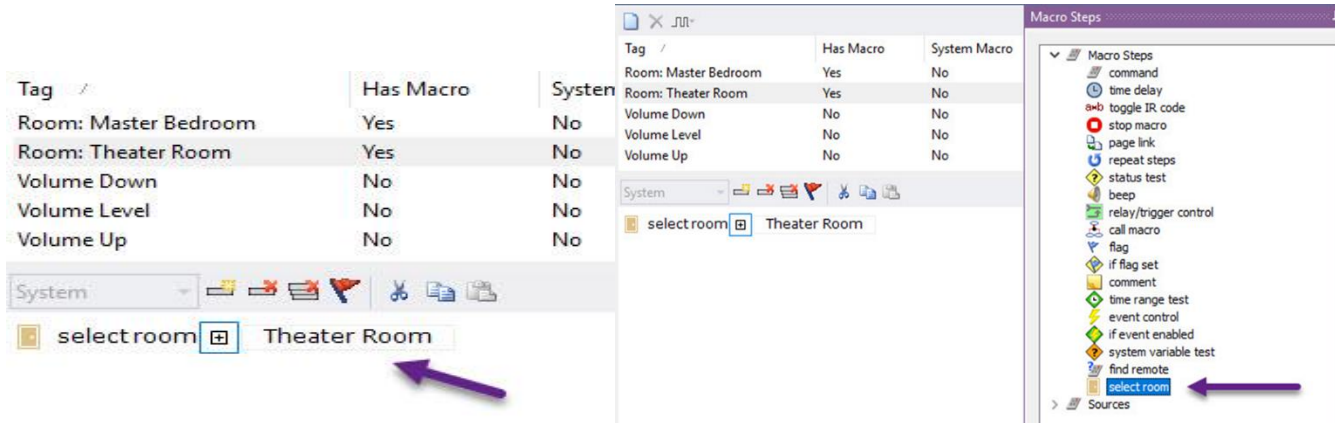 Tag Has Macro System
Room: Master Bedroom Yes No
Room: Theater Room Yes No
Volume Down No No
Volume Level No No
Volume Up No No
System
select room Theater Room
Tag Has Macro System Macro
Room: Master Bedroom Yes No
Room: Theater Room Yes No
Volume Down No No
Volume Level No No
Volume Up No No
System
select room Theater Room
Macro Steps
Macro Steps
command
time delay
a»b toggle IR code
stop macro
page link
repeat steps
status test
beep
relay/trigger control
call macro
flag
if flag set
comment
time range test
event control
if event enabled
system variable test
find remote
select room
Sources